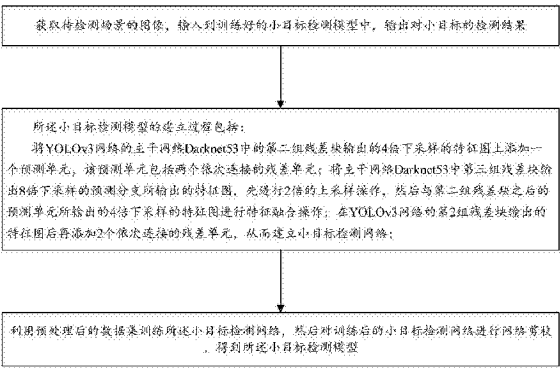 获取待检测场景的图像，输入到训练好的小目标检测模型中，输出对小目标的检测结果
所述小目标检测模型的建立过程包括：
将YOLOv3网络的主干网络Darknet53中的第二组残差块输出的4倍下采样的特征图上添加一
个预测单元，该预测单元包括两个依次连接的残差单元；将主干网络Darknet53中第三组残差块输
出8倍下采样的预测分支所输出的特征图，先进行2倍的上采样操作，然后与第二组残差块之后的
预测单元所输出的4倍下采样的特征图进行特征融合操作；在YOLOv3网络的第2组残差块输出的
特征图后再添加2个依次连接的残差单元，从而建立小目标检测网络；
利用预处理后的数据集训练所述小目标检测网络，然后对训练后的小目标检测网络进行网络剪枝
，得到所述小目标检测模型